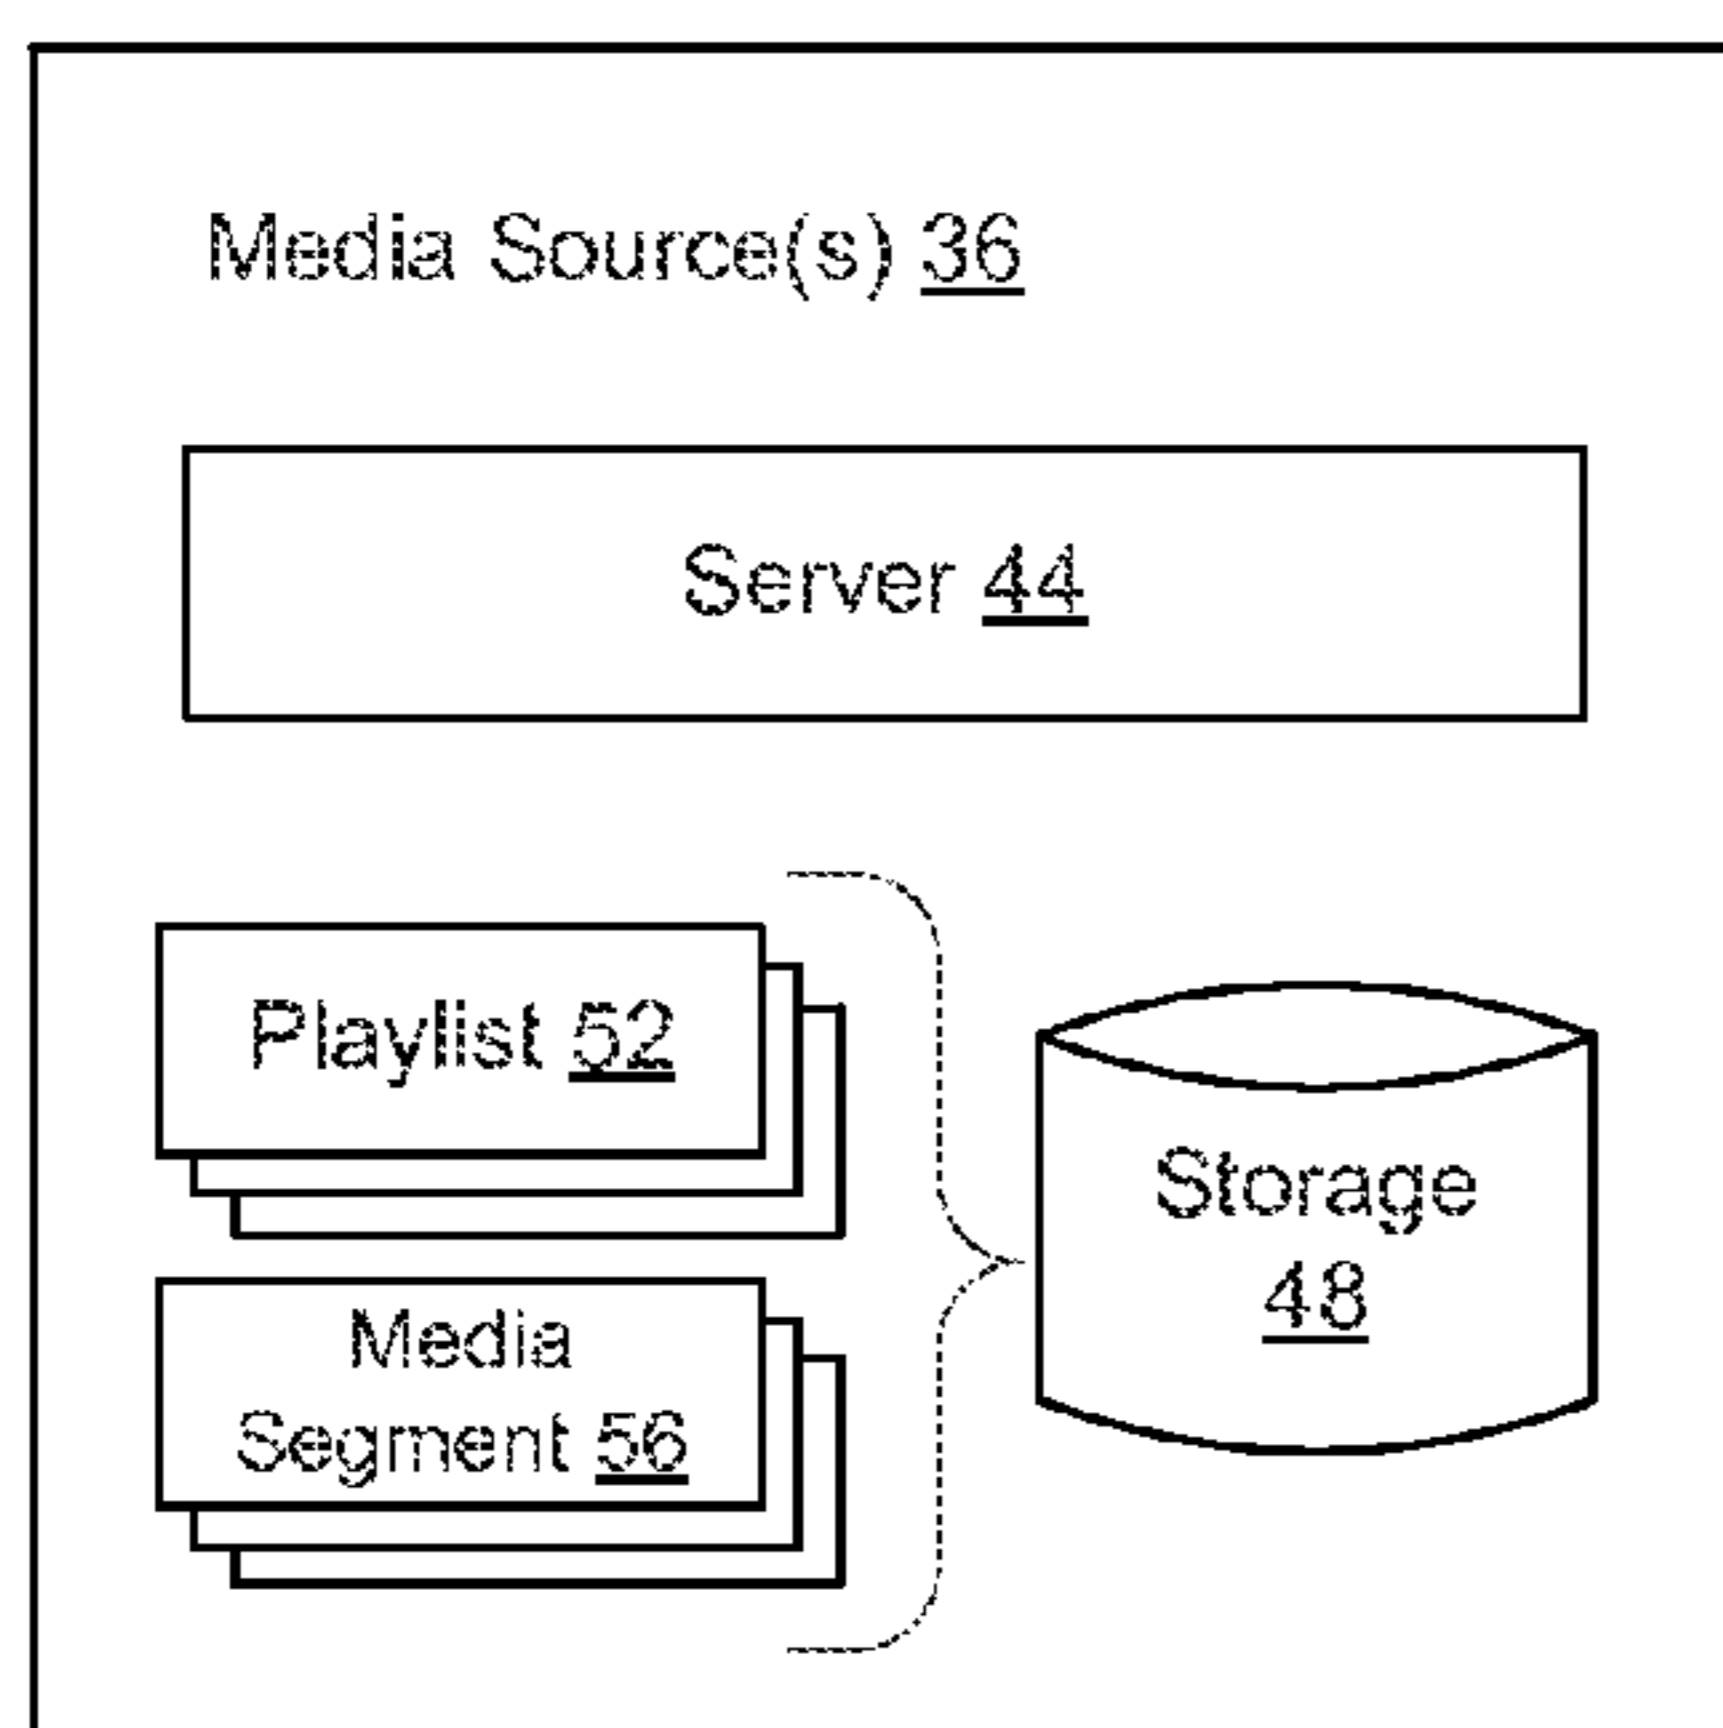 Media Source(s) 36
Server 44
Playlist 52
Media
Segment 56
Storage
48